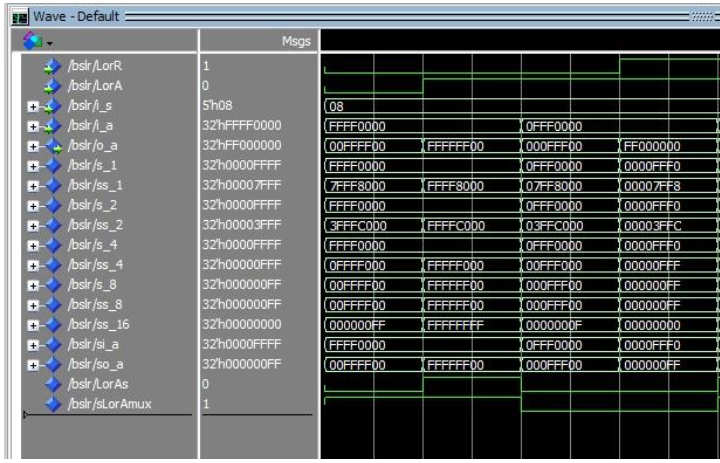 Wave - Default
Msgs
/bslr/LorR 1
/bslr/LorA 0
/bslr/i_s 5'h08 08
/bslr/i_a 32'hFFFF0000 FFFF0000 0FFF0000
/bslr/o_a 32'hFF000000 00FFFF00 FFFFFF00 000FFF00 FF000000
/bslr/s_1 32'h0000FFFF FFFF0000 0FFF0000 0000FFF0
/bslr/ss_1 32'h00007FFF 7FFF8000 FFFF8000 07FF8000 00007FF8
/bslr/s_2 32'h0000FFFF FFFF0000 0FFF0000 0000FFF0
/bslr/ss_2 32'h00003FFF 3FFFC000 FFFFC000 03FFC000 00003FFC
/bslr/s_4 32'h0000FFFF FFFF0000 0FFF0000 0000FFF0
/bslr/ss_4 32'h00000FFF 0FFFF000 FFFFF000 00FFF000 00000FFF
/bslr/s_8 32'h000000FF 00FFFF00 FFFFFF00 000FFF00 000000FF
/bslr/ss_8 32'h000000FF 00FFFF00 FFFFFF00 000FFF00 000000FF
/bslr/ss_16 32'h00000000 000000FF FFFFFFFF 0000000F 00000000
/bslr/si_a 32'h0000FFFF FFFF0000 0FFF0000 0000FFF0
/bslr/so_a 32'h000000FF 00FFFF00 FFFFFF00 000FFF00 000000FF
/bslr/LorAs 0
/bslr/sLorAmux 1